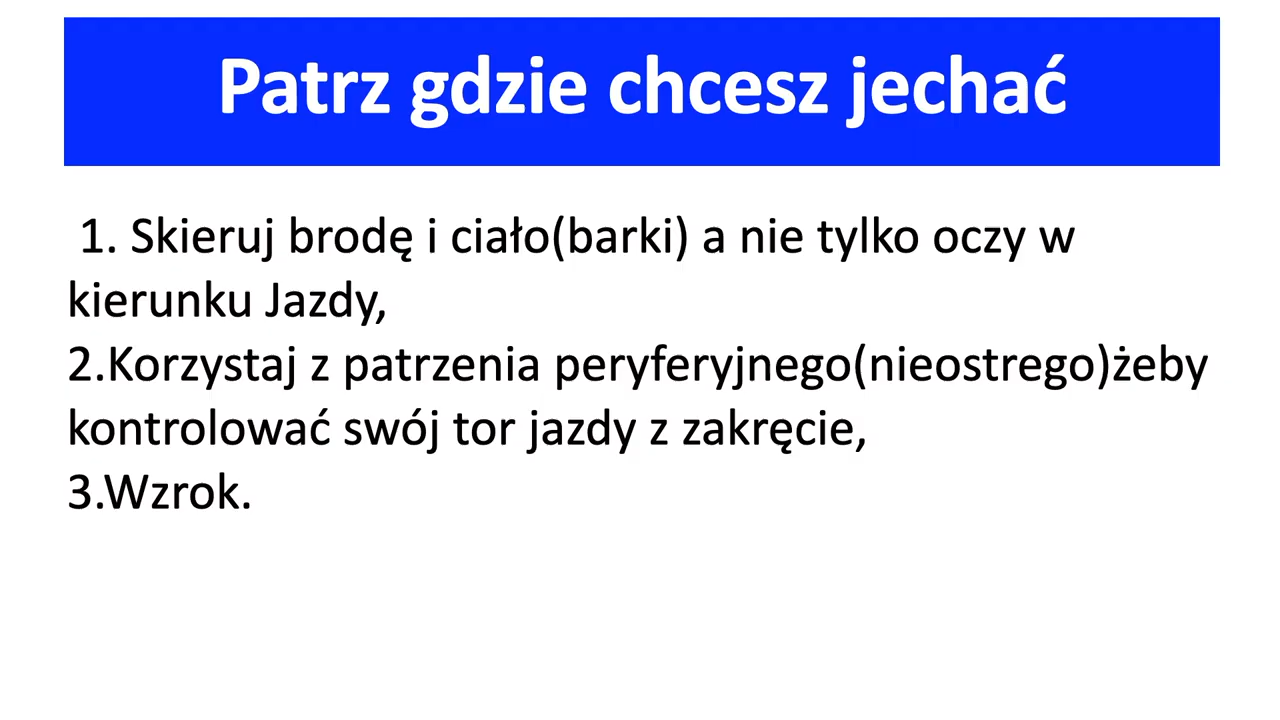 Patrz gdzie chcesz jechać
1. Skieruj brodę i ciało(barki) a nie tylko oczy w
kierunku Jazdy,
2.Korzystaj z patrzenia peryferyjnego(nieostrego)żeby
kontrolować swój tor jazdy z zakręcie,
3.Wzrok.